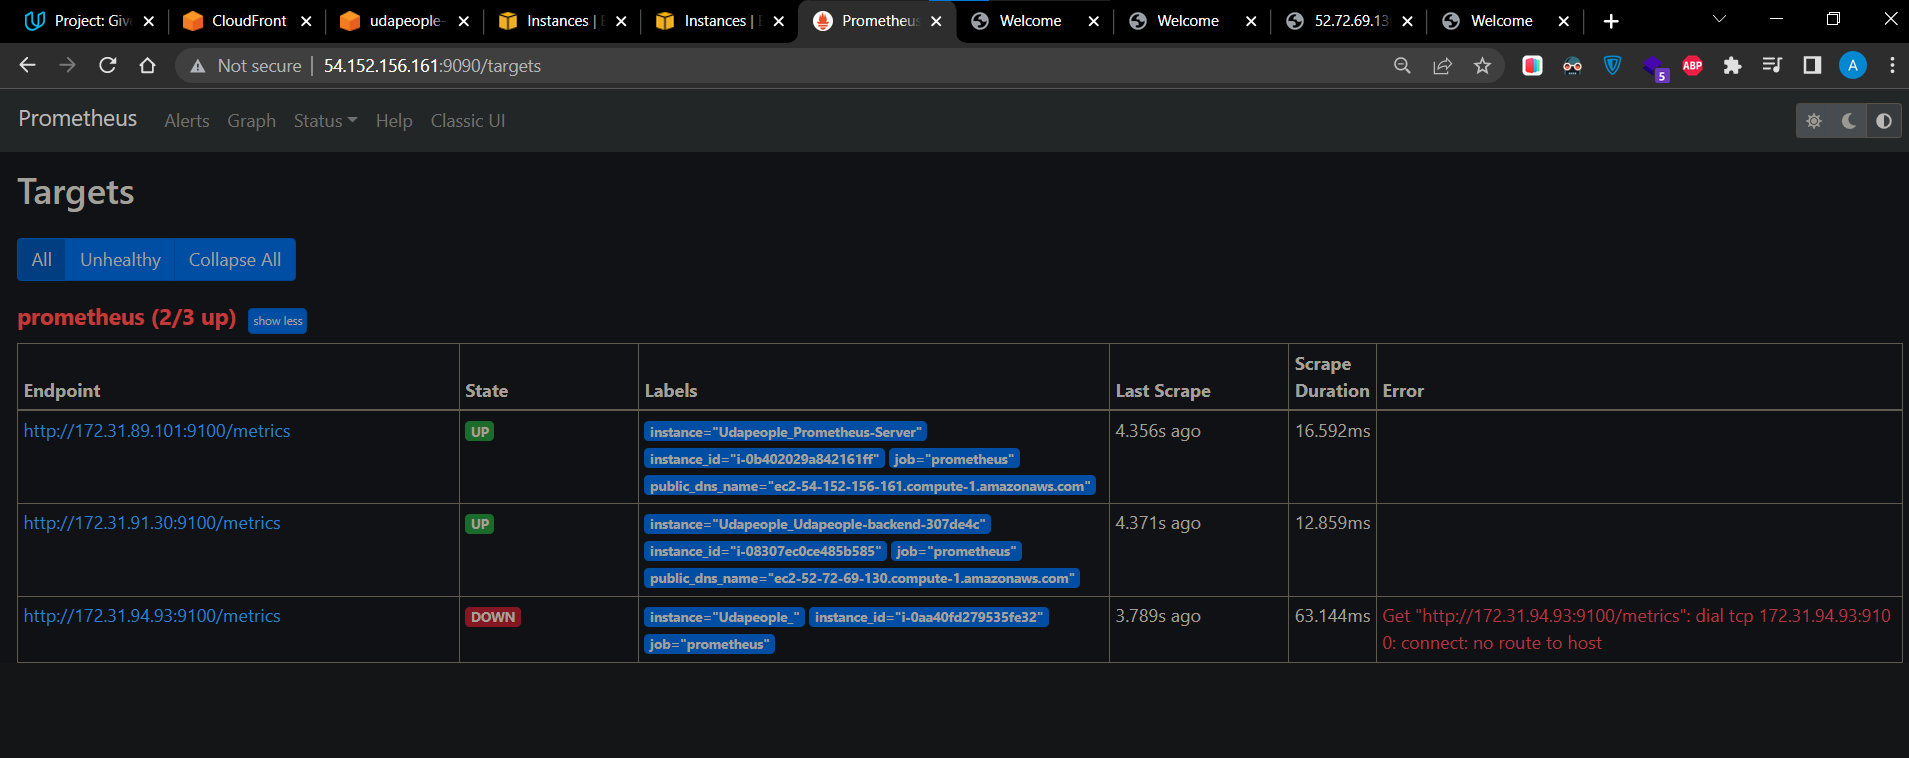 Project: Giv
CloudFront
udapeople-
Instances |
Instances |
Prometheus
Welcome
Welcome
52.72.69.13
Welcome
Not secure | 54.152.156.161:9090/targets
5
ABP
A
Prometheus Alerts Graph Status Help Classic UI
Targets
All Unhealthy Collapse All
prometheus (2/3 up) show less
Endpoint State Labels Last Scrape Scrape Duration Error
http://172.31.89.101:9100/metrics UP instance="Udapeople_Prometheus-Server" 4.356s ago 16.592ms
instance_id="i-0b402029a842161ff" job="prometheus"
public_dns_name="ec2-54-152-156-161.compute-1.amazonaws.com"
http://172.31.91.30:9100/metrics UP instance="Udapeople_Udapeople-backend-307de4c" 4.371s ago 12.859ms
instance_id="i-08307ec0ce485b585" job="prometheus"
public_dns_name="ec2-52-72-69-130.compute-1.amazonaws.com"
http://172.31.94.93:9100/metrics DOWN instance="Udapeople_" instance_id="i-0aa40fd279535fe32" 3.789s ago 63.144ms Get "http://172.31.94.93:9100/metrics": dial tcp 172.31.94.93:910
job="prometheus" 0: connect: no route to host